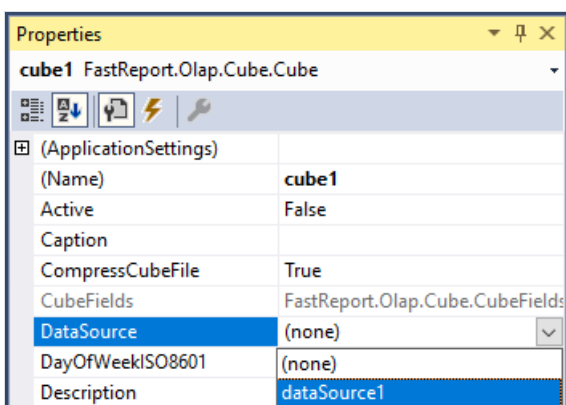 Properties
cube1 FastReport.Olap.Cube.Cube
(ApplicationSettings)
(Name) cube1
Active False
Caption
CompressCubeFile True
CubeFields FastReport.Olap.Cube.CubeFields
DataSource (none)
DayOfWeekISO8601 (none)
Description dataSource1